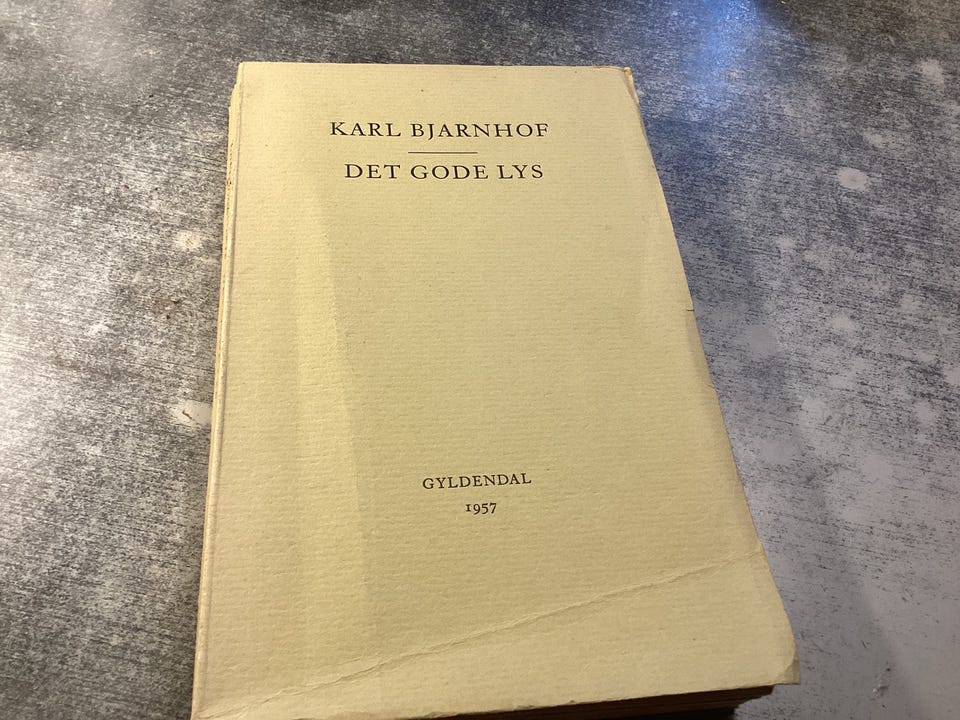 KARL BJARNHOF
DET GODE LYS
GYLDENDAL
1957